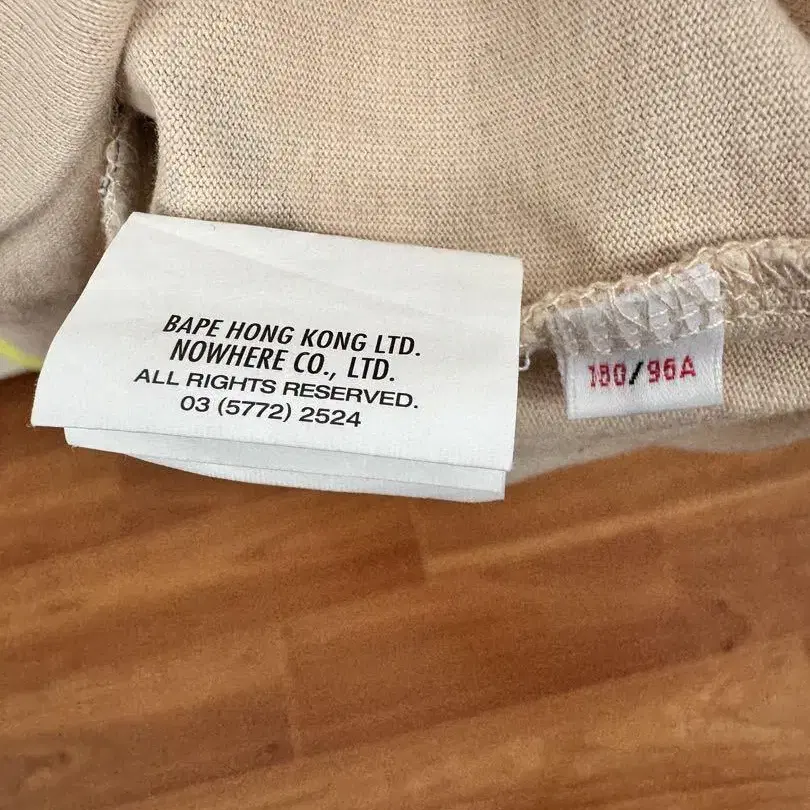 BAPE HONG KONG LTD.
NOWHERE CO., LTD.
ALL RIGHTS RESERVED.
03 (5772) 2524
180/96A